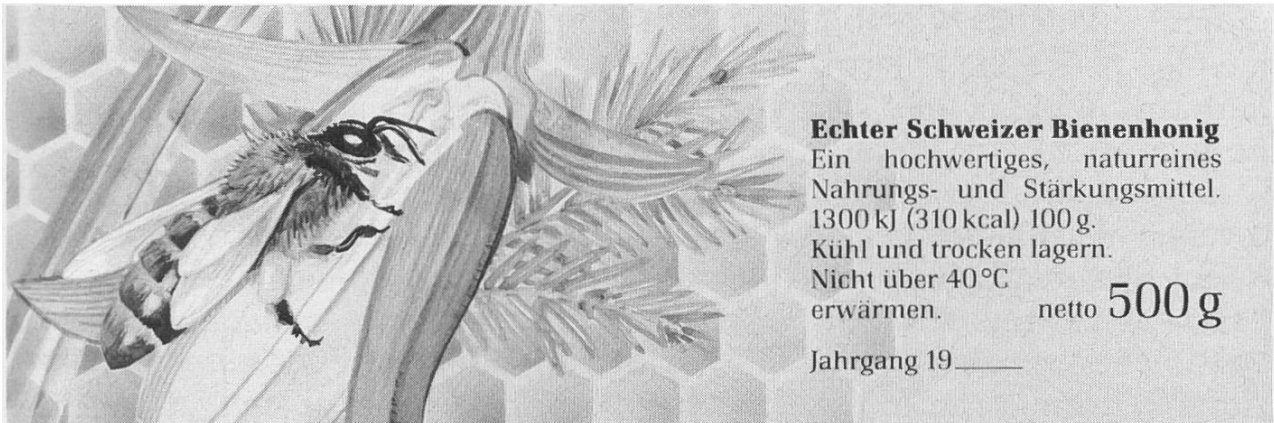 Echter Schweizer Bienenhonig
Ein hochwertiges, naturreines
Nahrungs- und Stärkungsmittel.
1300 kJ (310 kcal) 100 g.
Kühl und trocken lagern.
Nicht über 40 °C
erwärmen. netto 500 g
Jahrgang 19____